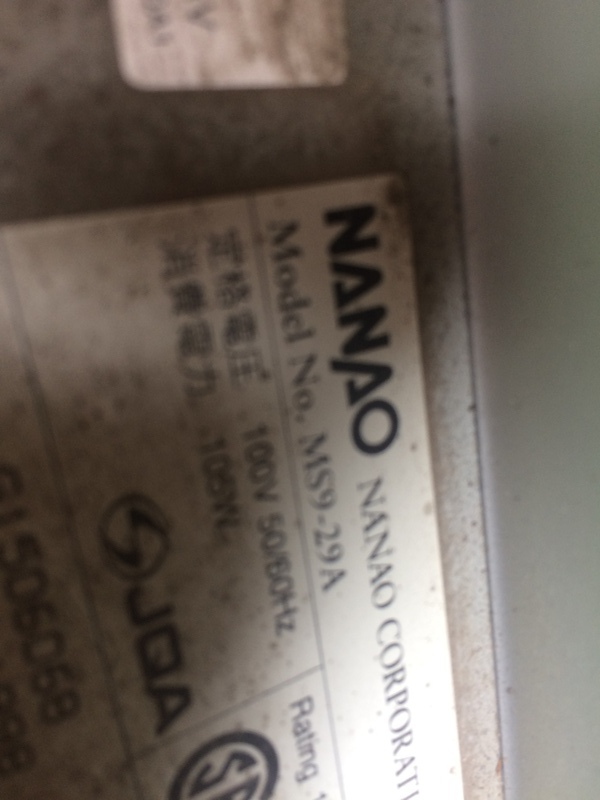 NANAO NANAO CORPORATI
Model No. MS9-29A
定格電圧 100V 50/60Hz
消費電力 108W
JQA
Rating
G1506068